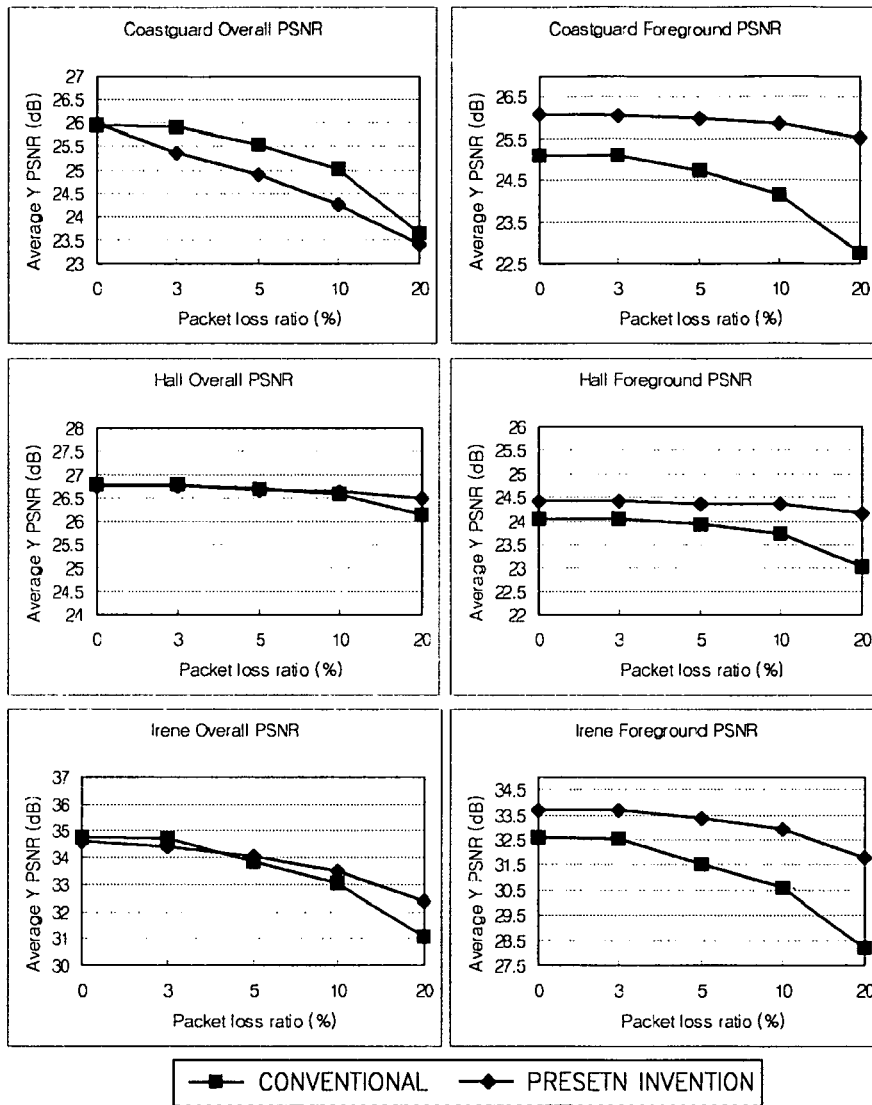 Coastguard Overall PSNR
Average Y PSNR (dB)
27
26.5
26
25.5
25
24.5
24
23.5
23
0 3 5 10 20
Packet loss ratio (%)
Coastguard Foreground PSNR
Average Y PSNR (dB)
26.5
25.5
24.5
23.5
22.5
0 3 5 10 20
Packet loss ratio (%)
Hall Overall PSNR
Average Y PSNR (dB)
28
27.5
27
26.5
26
25.5
25
24.5
24
0 3 5 10 20
Packet loss ratio (%)
Hall Foreground PSNR
Average Y PSNR (dB)
26
25.5
25
24.5
24
23.5
23
22.5
22
0 3 5 10 20
Packet loss ratio (%)
Irene Overall PSNR
Average Y PSNR (dB)
37
36
35
34
33
32
31
30
0 3 5 10 20
Packet loss ratio (%)
Irene Foreground PSNR
Average Y PSNR (dB)
34.5
33.5
32.5
31.5
30.5
29.5
28.5
27.5
0 3 5 10 20
Packet loss ratio (%)
CONVENTIONAL PRESETN INVENTION